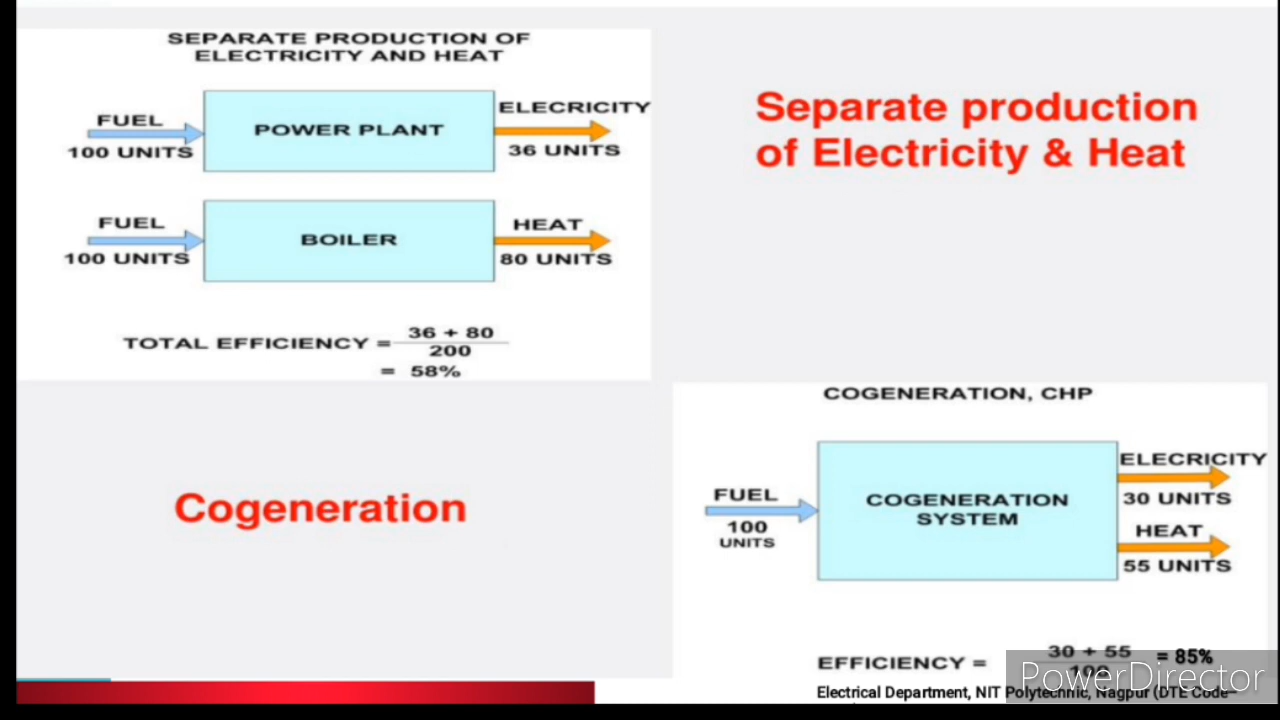 SEPARATE PRODUCTION OF
ELECTRICITY AND HEAT
FUEL
100 UNITS
POWER PLANT
ELECRICITY
36 UNITS
FUEL
100 UNITS
BOILER
HEAT
80 UNITS
TOTAL EFFICIENCY = 36 + 80
200
= 58%
Separate production
of Electricity & Heat
Cogeneration
COGENERATION, CHP
FUEL
100
UNITS
COGENERATION
SYSTEM
ELECRICITY
30 UNITS
HEAT
55 UNITS
EFFICIENCY = 30 + 55 = 85%
100
PowerDirector
Electrical Department, NIT Polytechnic, Nagpur (DTE Code–